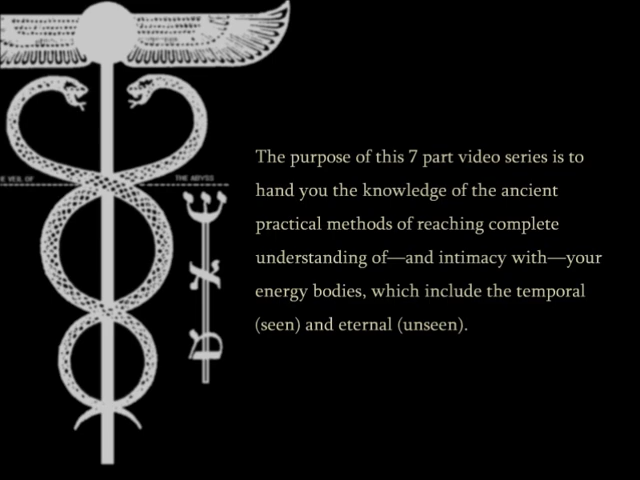 THE VEIL OF THE ABYSS
The purpose of this 7 part video series is to
hand you the knowledge of the ancient
practical methods of reaching complete
understanding of—and intimacy with—your
energy bodies, which include the temporal
(seen) and eternal (unseen).